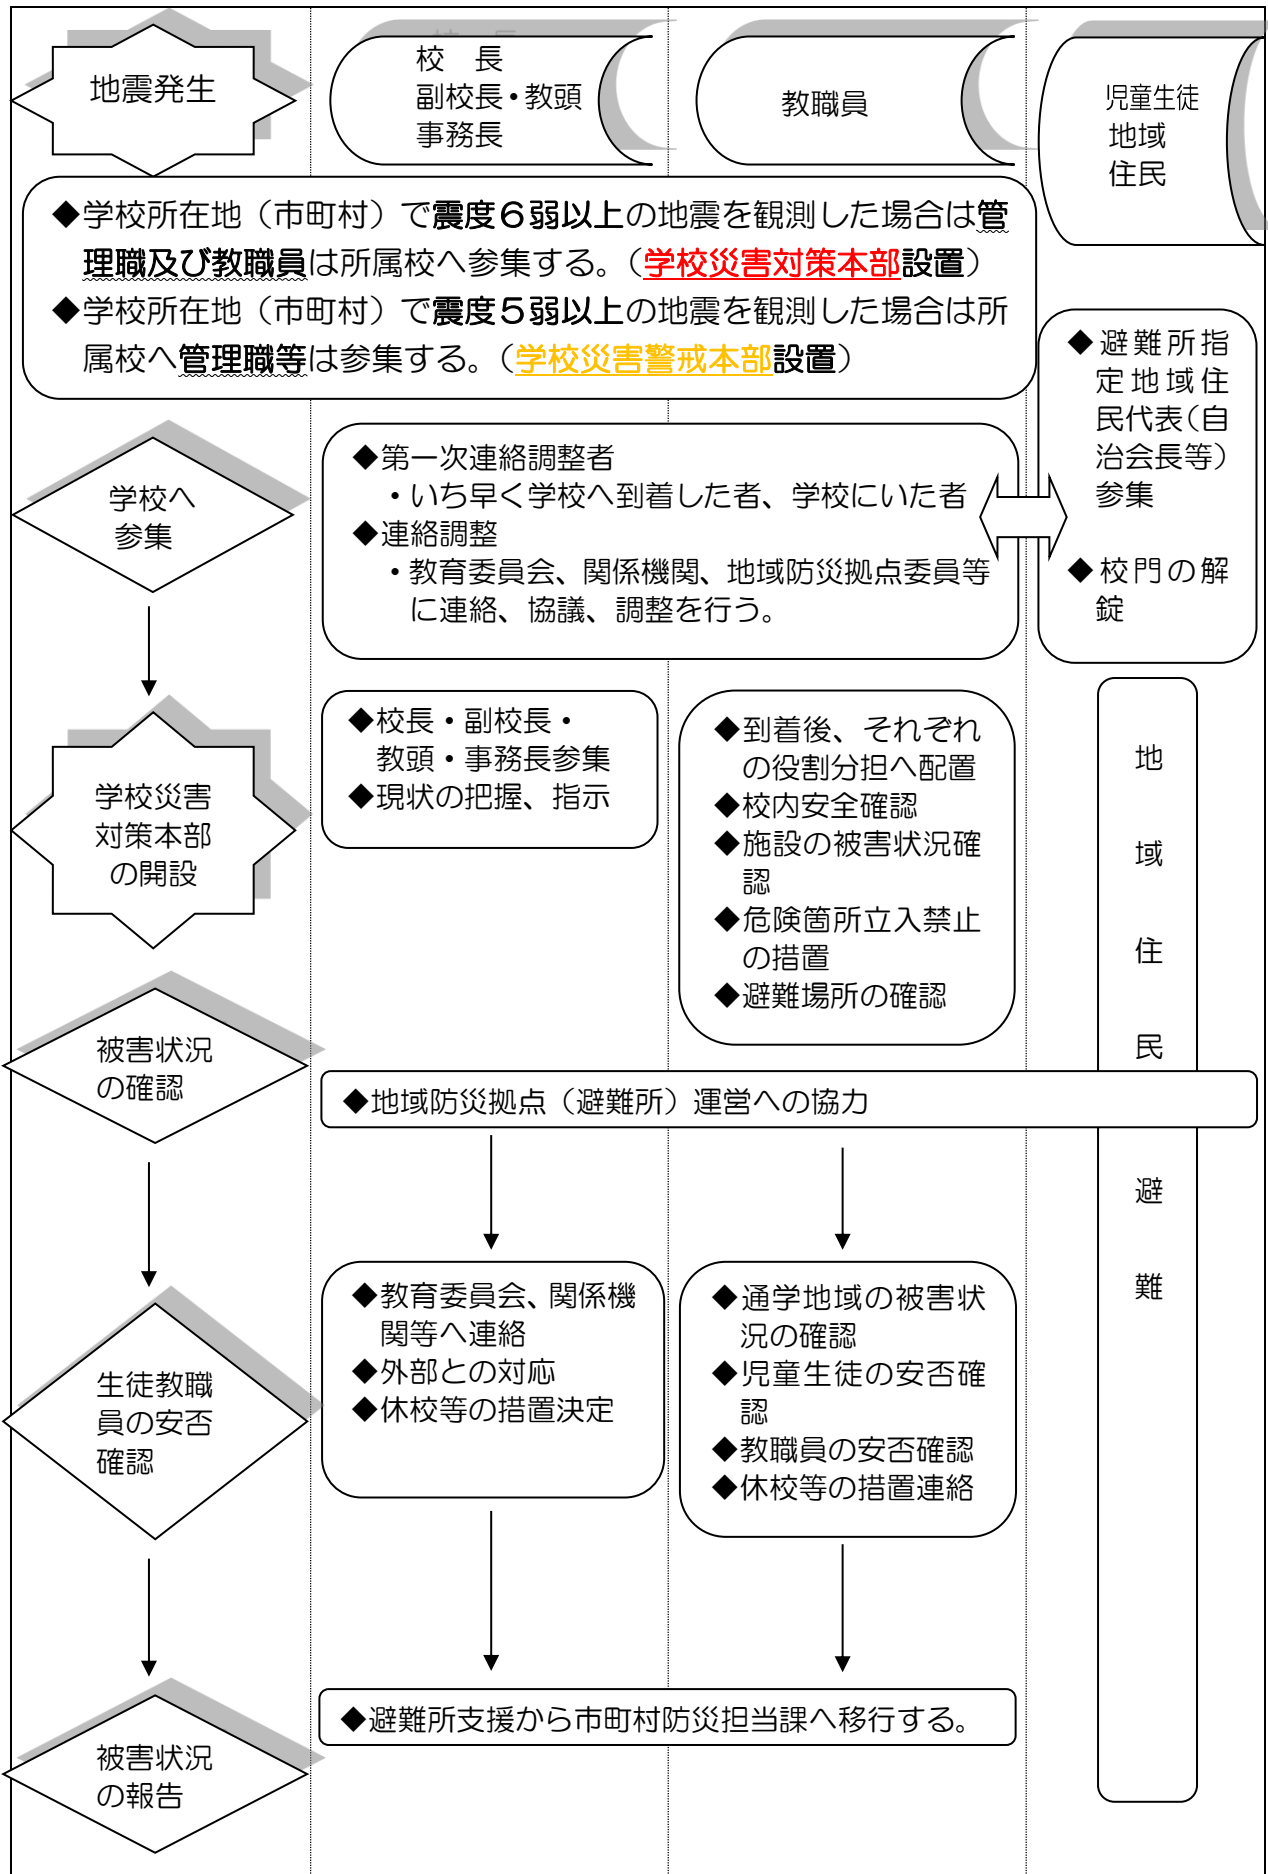 地震発生
校　長
副校長・教頭
事務長
教職員
児童生徒
地域
住民
◆学校所在地（市町村）で震度６弱以上の地震を観測した場合は管
理職及び教職員は所属校へ参集する。（学校災害対策本部設置）
◆学校所在地（市町村）で震度５弱以上の地震を観測した場合は所
属校へ管理職等は参集する。（学校災害警戒本部設置）
◆避難所指
定地域住
民代表（自
治会長等）
参集
◆校門の解
錠
学校へ
参集
◆第一次連絡調整者
・いち早く学校へ到着した者、学校にいた者
◆連絡調整
・教育委員会、関係機関、地域防災拠点委員等
に連絡、協議、調整を行う。
学校災害
対策本部
の開設
◆校長・副校長・
教頭・事務長参集
◆現状の把握、指示
◆到着後、それぞれ
の役割分担へ配置
◆校内安全確認
◆施設の被害状況確
認
◆危険箇所立入禁止
の措置
◆避難場所の確認
地
域
住
民
避
難
被害状況
の確認
◆地域防災拠点（避難所）運営への協力
生徒教職
員の安否
確認
◆教育委員会、関係機
関等へ連絡
◆外部との対応
◆休校等の措置決定
◆通学地域の被害状
況の確認
◆児童生徒の安否確
認
◆教職員の安否確認
◆休校等の措置連絡
被害状況
の報告
◆避難所支援から市町村防災担当課へ移行する。